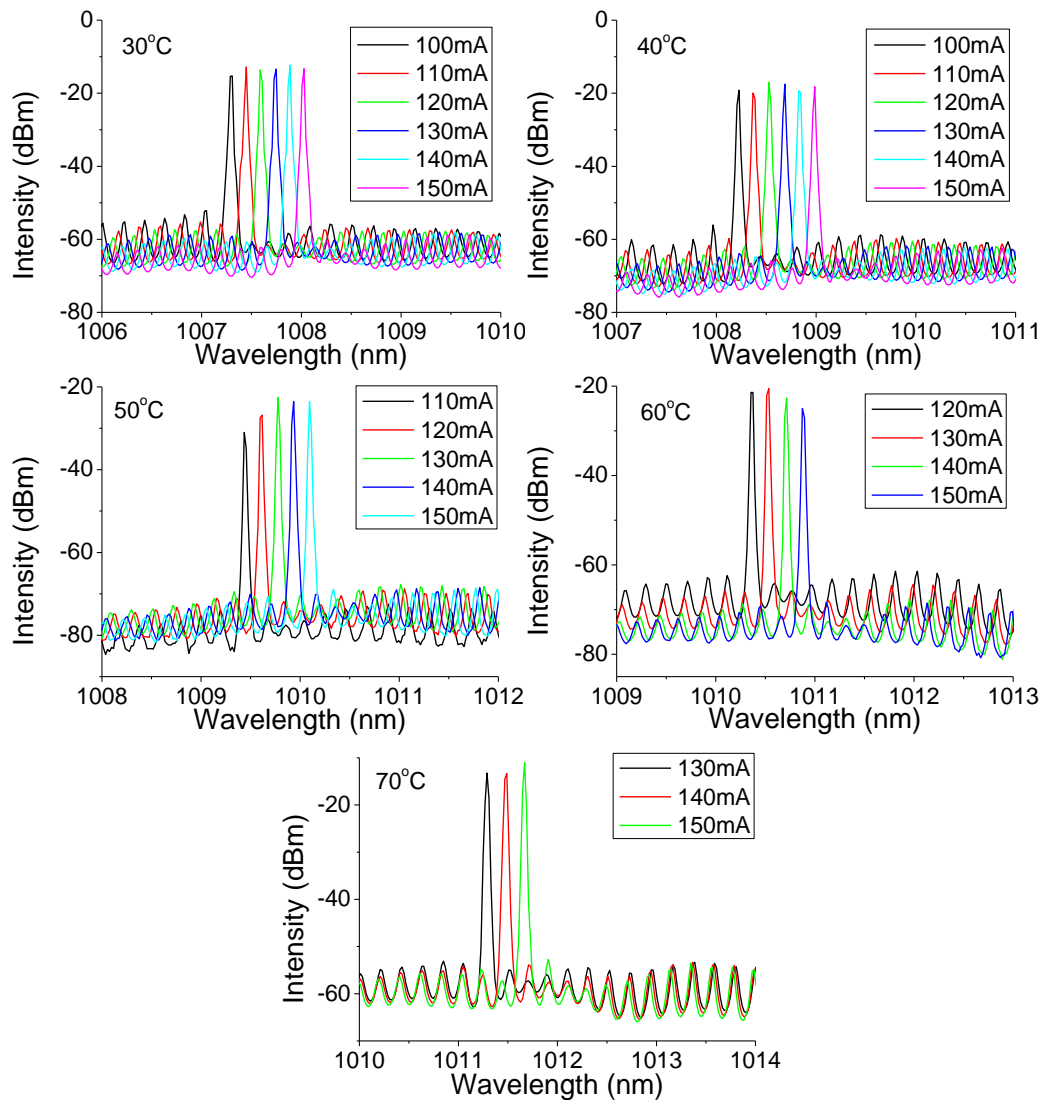 30°C
100mA
110mA
120mA
130mA
140mA
150mA
0
-20
-40
-60
-80
Intensity (dBm)
1006 1007 1008 1009 1010
Wavelength (nm)
40°C
100mA
110mA
120mA
130mA
140mA
150mA
0
-20
-40
-60
-80
Intensity (dBm)
1007 1008 1009 1010 1011
Wavelength (nm)
50°C
110mA
120mA
130mA
140mA
150mA
-20
-40
-60
-80
Intensity (dBm)
1008 1009 1010 1011 1012
Wavelength (nm)
60°C
120mA
130mA
140mA
150mA
-20
-40
-60
-80
Intensity (dBm)
1009 1010 1011 1012 1013
Wavelength (nm)
70°C
130mA
140mA
150mA
-20
-40
-60
Intensity (dBm)
1010 1011 1012 1013 1014
Wavelength (nm)